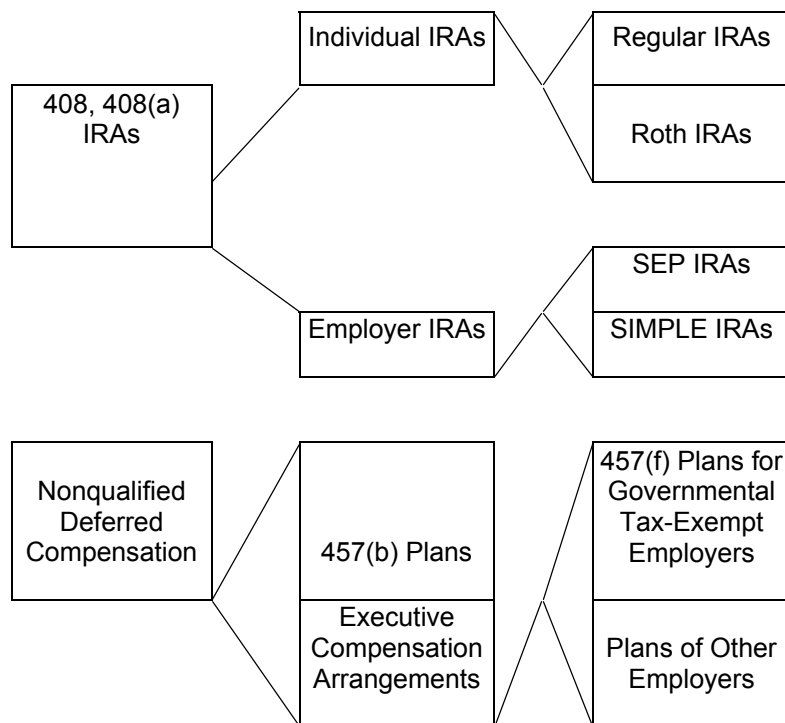 Individual IRAs
Regular IRAs
408, 408(a)
IRAs
Roth IRAs
SEP IRAs
Employer IRAs
SIMPLE IRAs
Nonqualified
Deferred
Compensation
457(b) Plans
457(f) Plans for
Governmental
Tax-Exempt
Employers
Executive
Compensation
Arrangements
Plans of Other
Employers